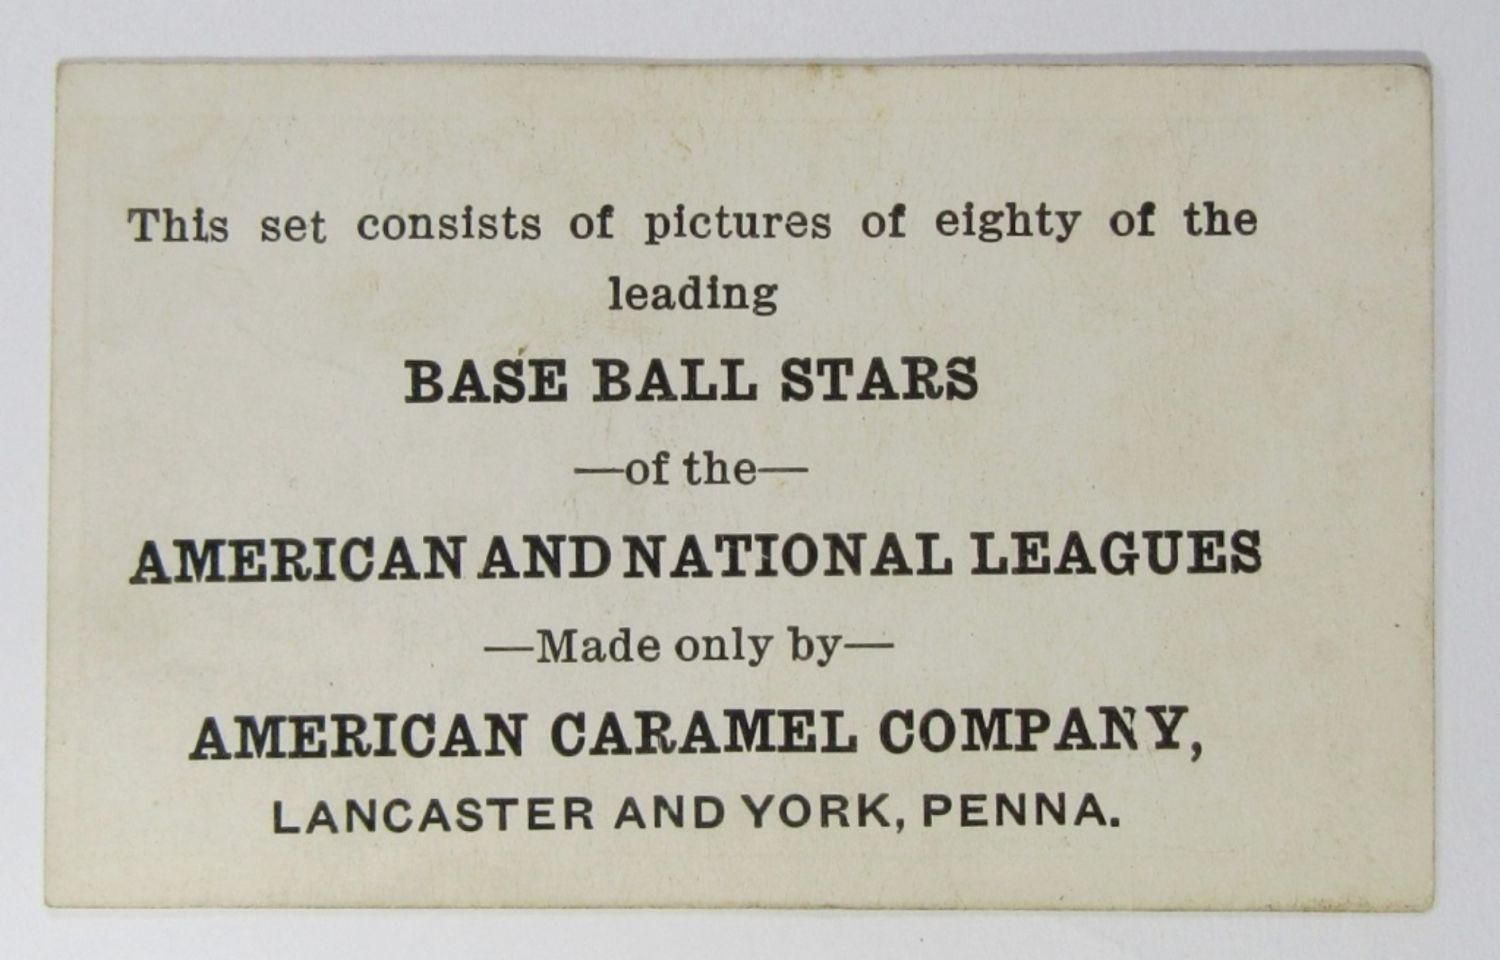 This set consists of pictures of eighty of the
leading
BASE BALL STARS
—of the—
AMERICAN AND NATIONAL LEAGUES
—Made only by—
AMERICAN CARAMEL COMPANY,
LANCASTER AND YORK, PENNA.